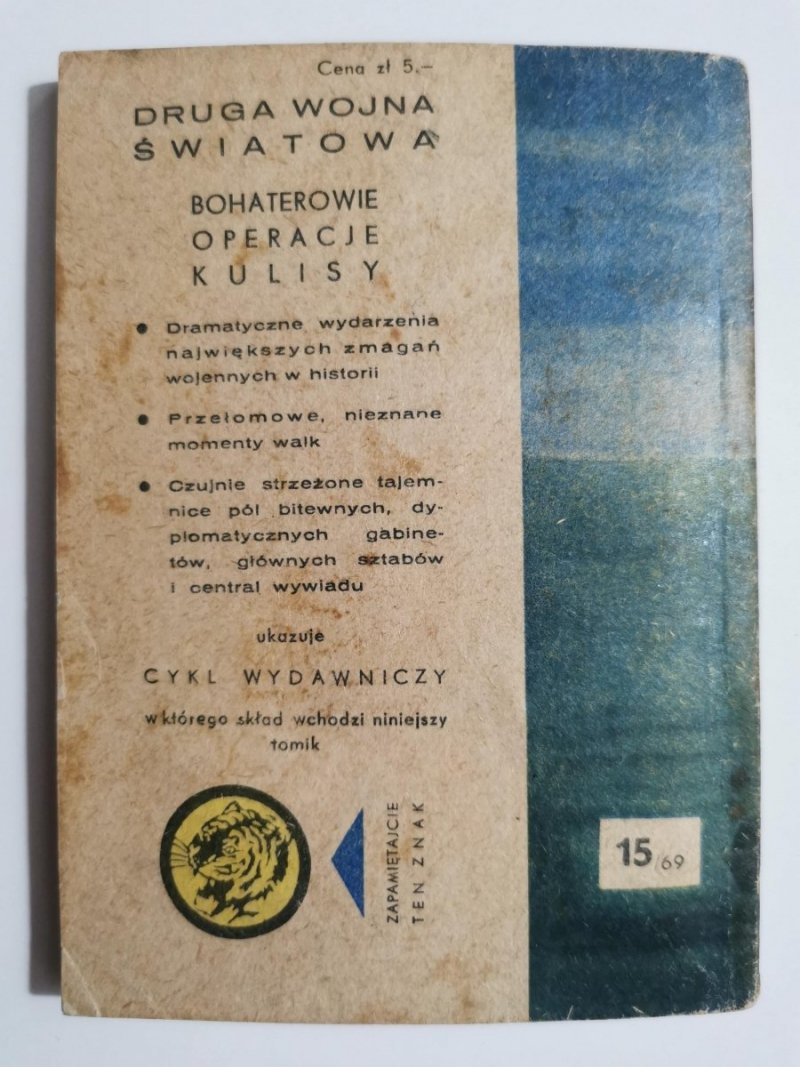 Cena zł 5.—
DRUGA WOJNA
ŚWIATOWA
BOHATEROWIE
OPERACJE
KULISY
● Dramatyczne wydarzenia
największych zmagań
wojennych w historii
● Przełomowe, nieznane
momenty walk
● Czujnie strzeżone tajem-
nice pól bitewnych, dy-
plomatycznych gabine-
tów, głównych sztabów
i central wywiadu
ukazuje
CYKL WYDAWNICZY
w którego skład wchodzi niniejszy
tomik
ZAPAMIĘTAJCIE
TEN ZNAK
15/69